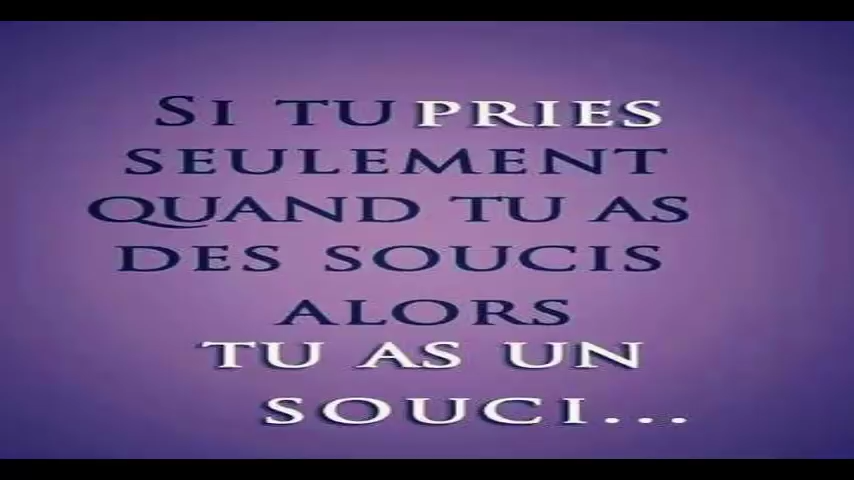 SI TU PRIES
SEULEMENT
QUAND TU AS
DES SOUCIS
ALORS
TU AS UN
SOUCI...